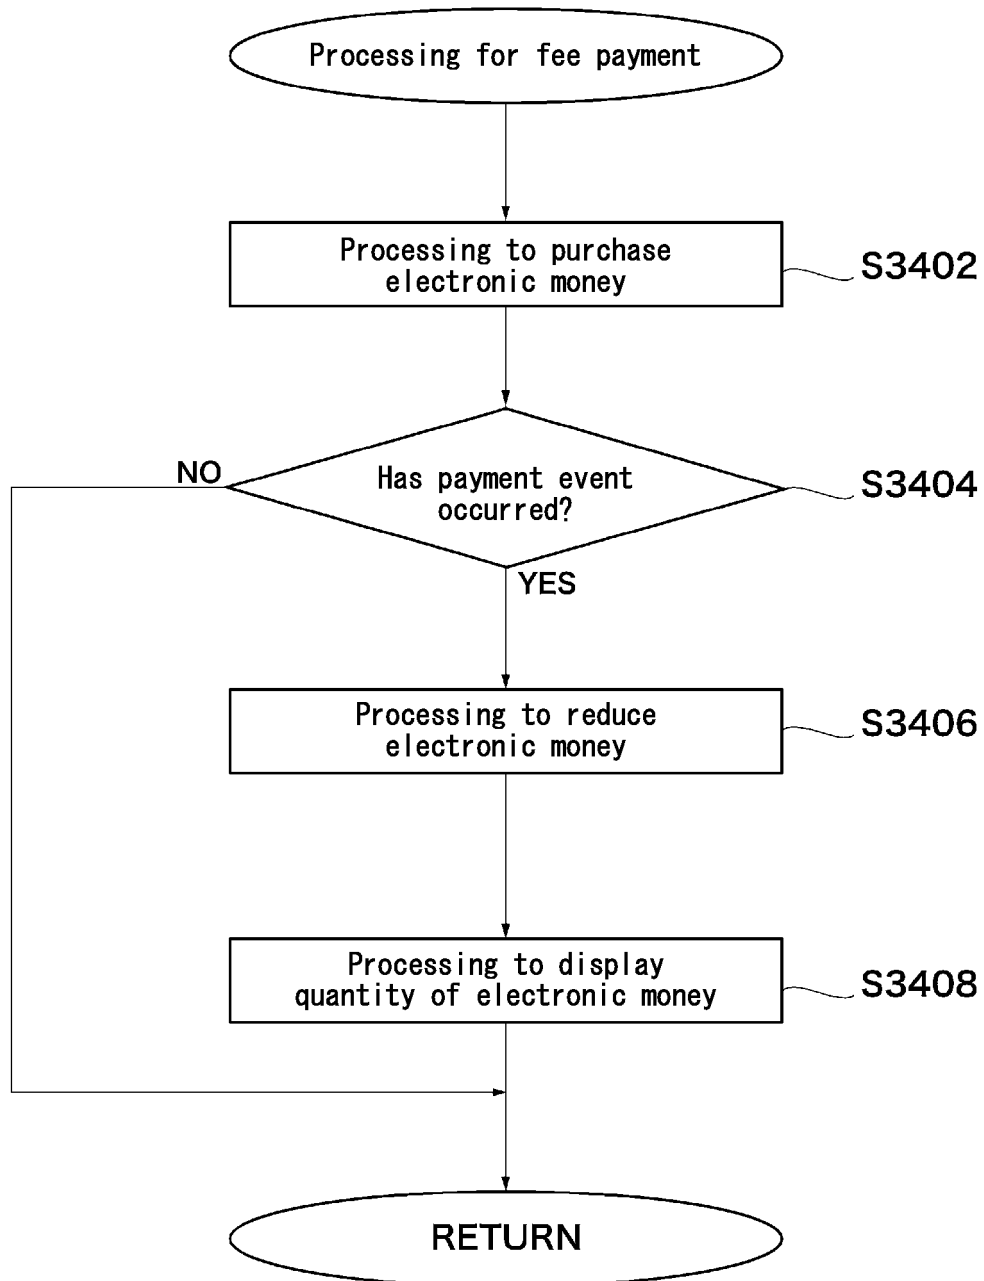 Processing for fee payment
Processing to purchase
electronic money
S3402
Has payment event
occurred?
S3404
NO
YES
Processing to reduce
electronic money
S3406
Processing to display
quantity of electronic money
S3408
RETURN